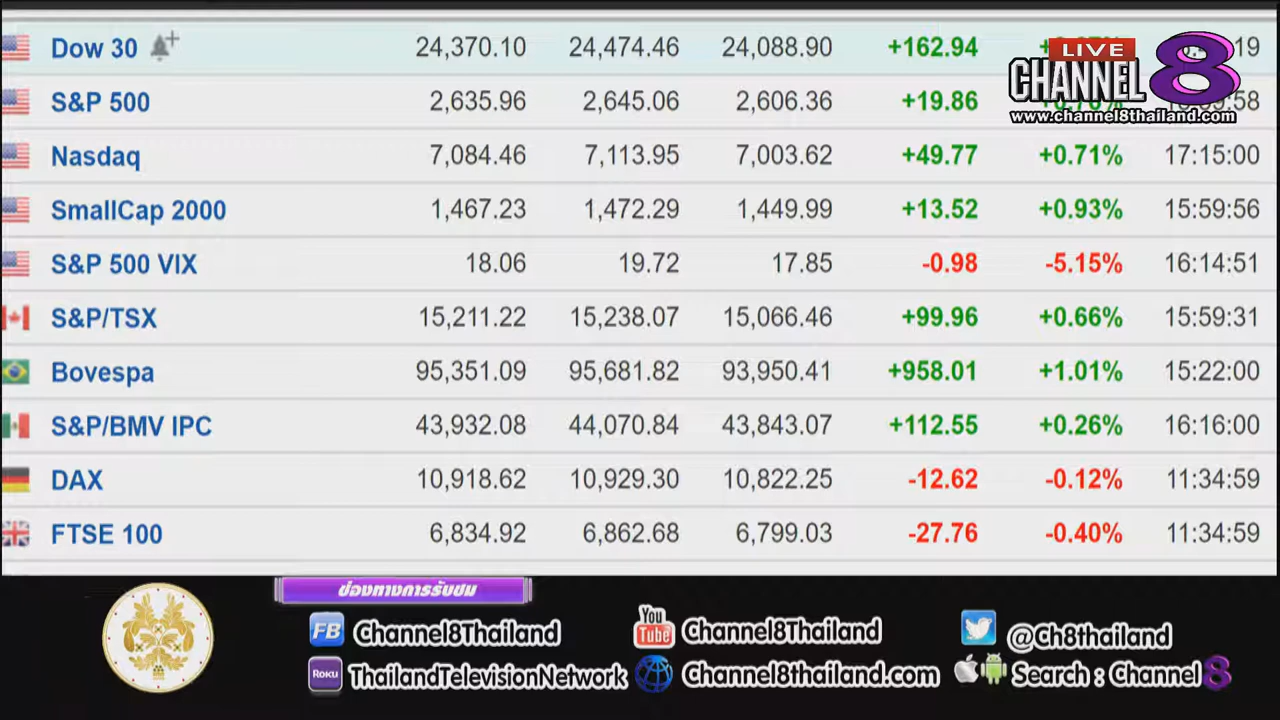 Dow 30 24,370.10 24,474.46 24,088.90 +162.94
S&P 500 2,635.96 2,645.06 2,606.36 +19.86
Nasdaq 7,084.46 7,113.95 7,003.62 +49.77 +0.71% 17:15:00
SmallCap 2000 1,467.23 1,472.29 1,449.99 +13.52 +0.93% 15:59:56
S&P 500 VIX 18.06 19.72 17.85 -0.98 -5.15% 16:14:51
S&P/TSX 15,211.22 15,238.07 15,066.46 +99.96 +0.66% 15:59:31
Bovespa 95,351.09 95,681.82 93,950.41 +958.01 +1.01% 15:22:00
S&P/BMV IPC 43,932.08 44,070.84 43,843.07 +112.55 +0.26% 16:16:00
DAX 10,918.62 10,929.30 10,822.25 -12.62 -0.12% 11:34:59
FTSE 100 6,834.92 6,862.68 6,799.03 -27.76 -0.40% 11:34:59
LIVE
CHANNEL 8
www.channel8thailand.com
ช่องทางการรับชม
FB Channel8Thailand
You Tube Channel8Thailand
@Ch8thailand
ROKU ThailandTelevisionNetwork
Channel8thailand.com
Search : Channel 8